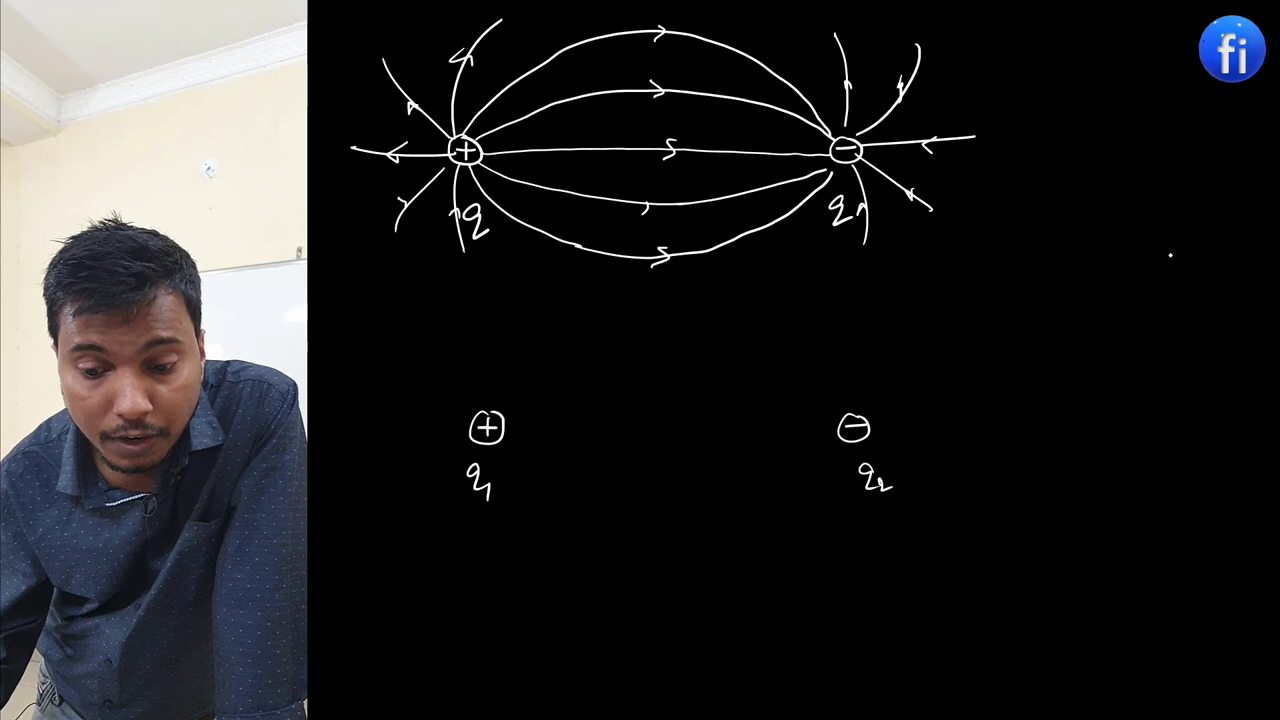 fi
+ −
q q
+ −
q₁ q₂